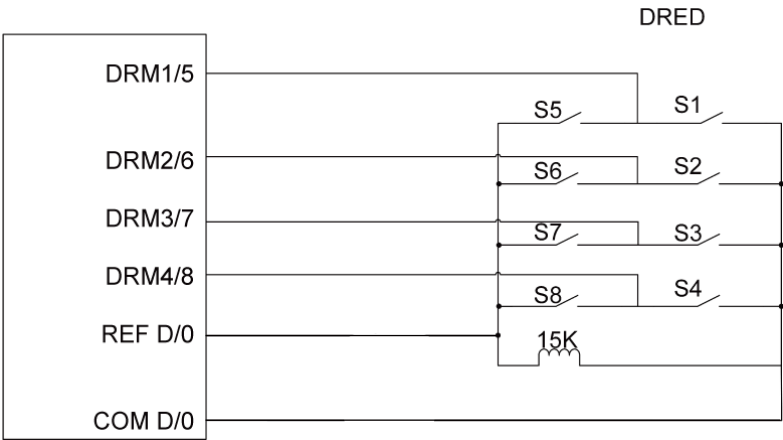 DRED
DRM1/5
S5
S1
DRM2/6
S6
S2
DRM3/7
S7
S3
DRM4/8
S8
S4
REF D/0
15K
COM D/0